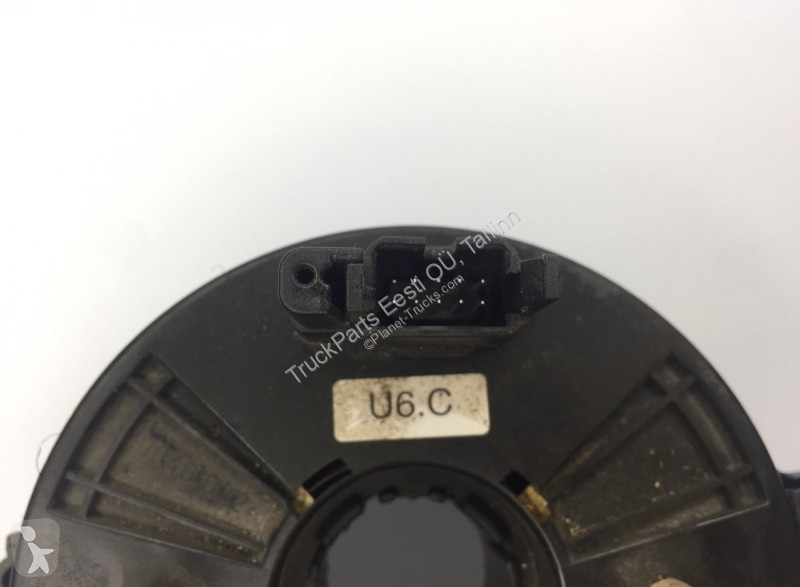 TruckParts Eesti OÜ, Tallinn
©Planet-Trucks.com
U6.C